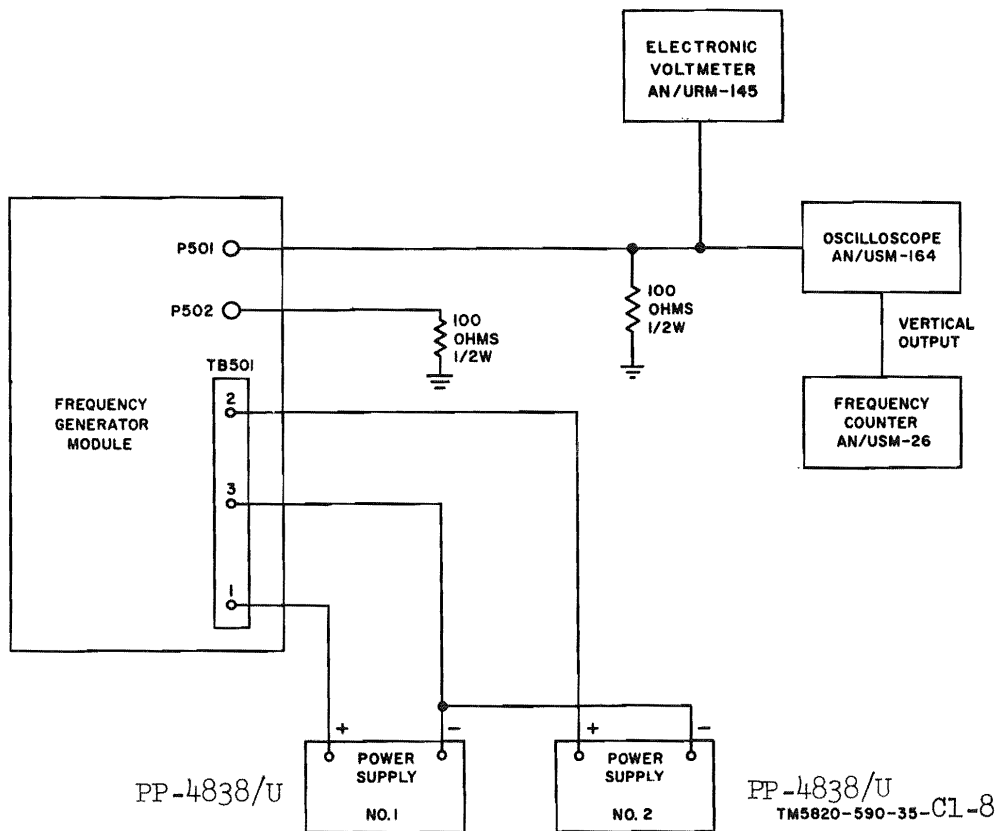 ELECTRONIC
VOLTMETER
AN/URM-145
P501
OSCILLOSCOPE
AN/USM-164
100
OHMS
1/2W
P502
100
OHMS
1/2W
VERTICAL
OUTPUT
TB501
FREQUENCY
GENERATOR
MODULE
2
3
1
FREQUENCY
COUNTER
AN/USM-26
+
-
+
-
POWER
SUPPLY
NO. 1
POWER
SUPPLY
NO. 2
PP-4838/U
PP-4838/U
TM5820-590-35-C1-8